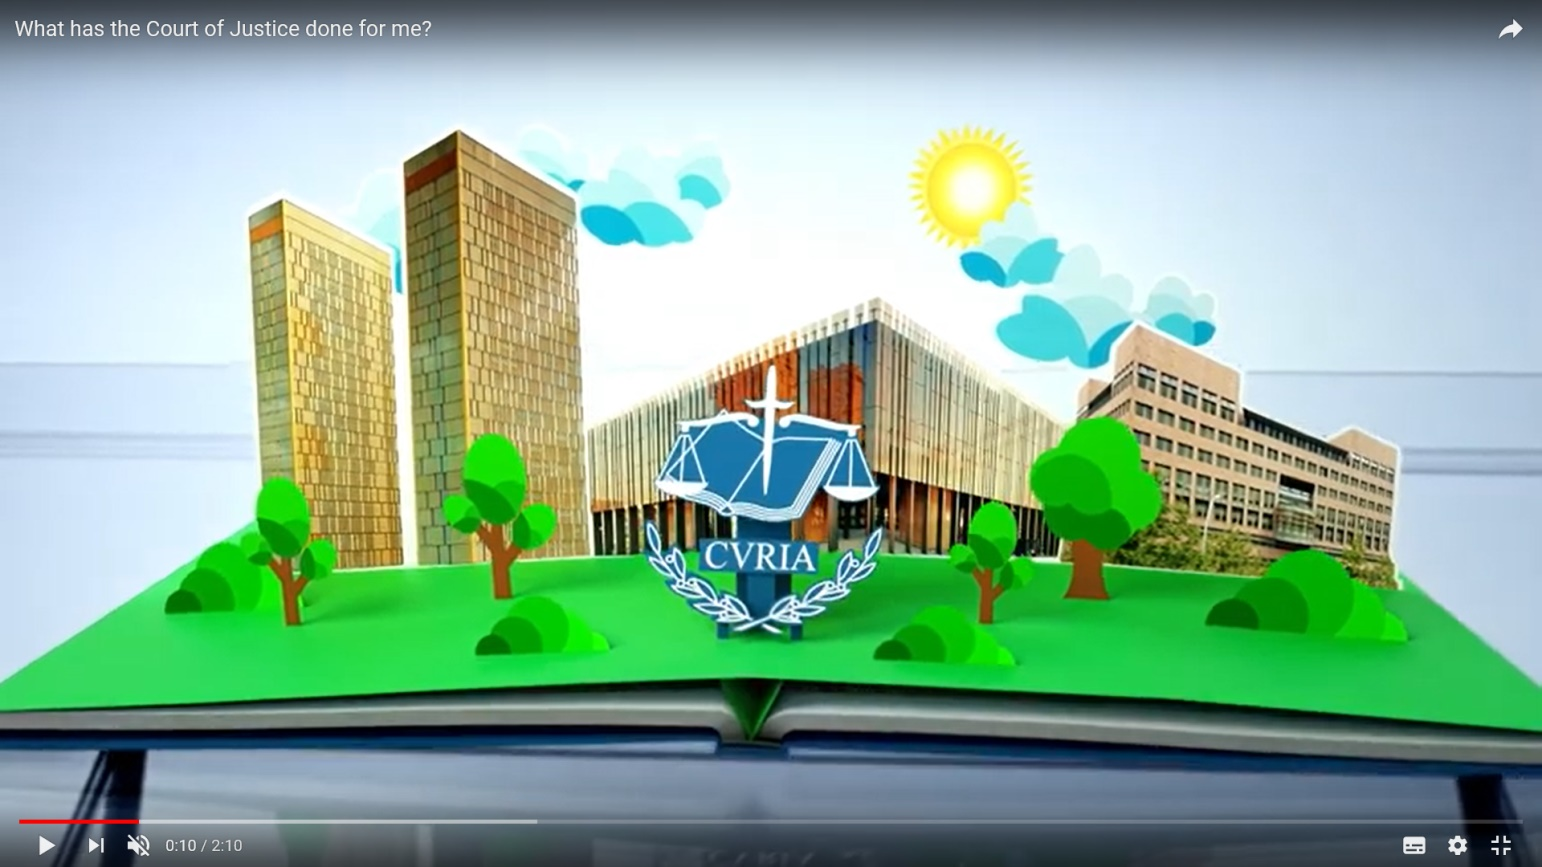 What has the Court of Justice done for me?
CVRIA
0:10 / 2:10